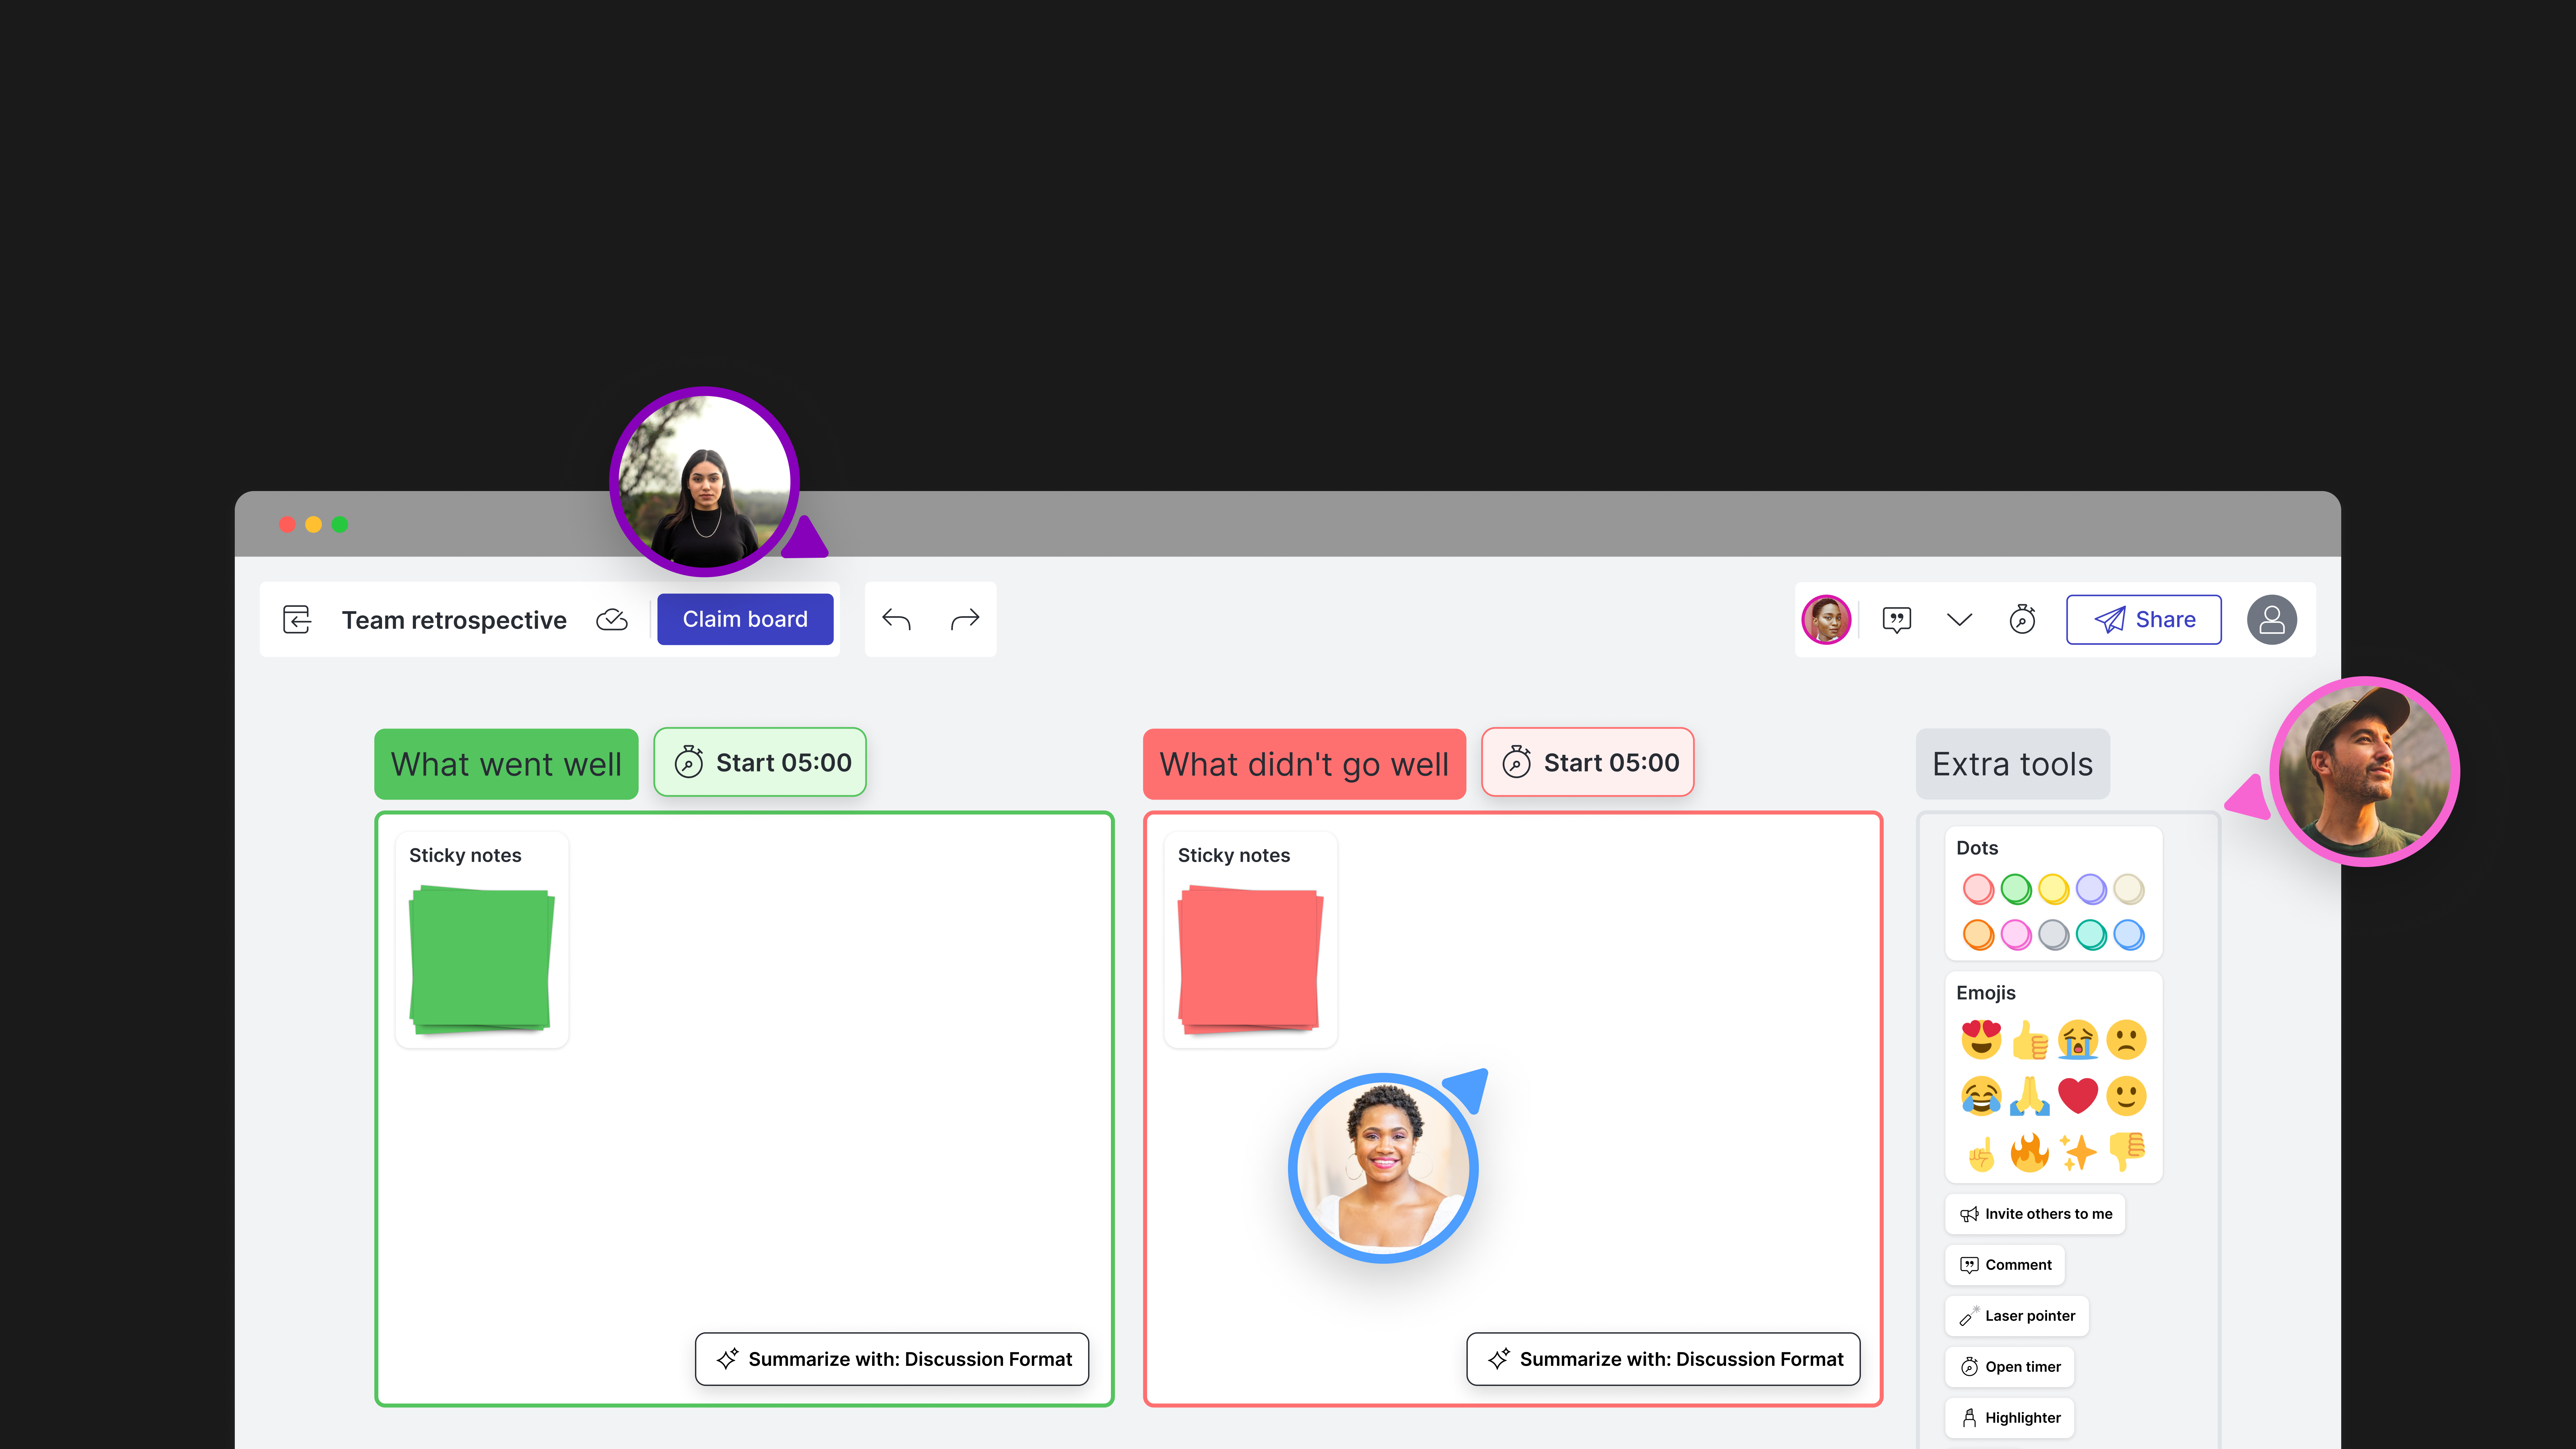 Team retrospective
Claim board
Share
What went well
Start 05:00
What didn't go well
Start 05:00
Extra tools
Sticky notes
Sticky notes
Dots
Emojis
Invite others to me
Comment
Laser pointer
Open timer
Highlighter
Summarize with: Discussion Format
Summarize with: Discussion Format